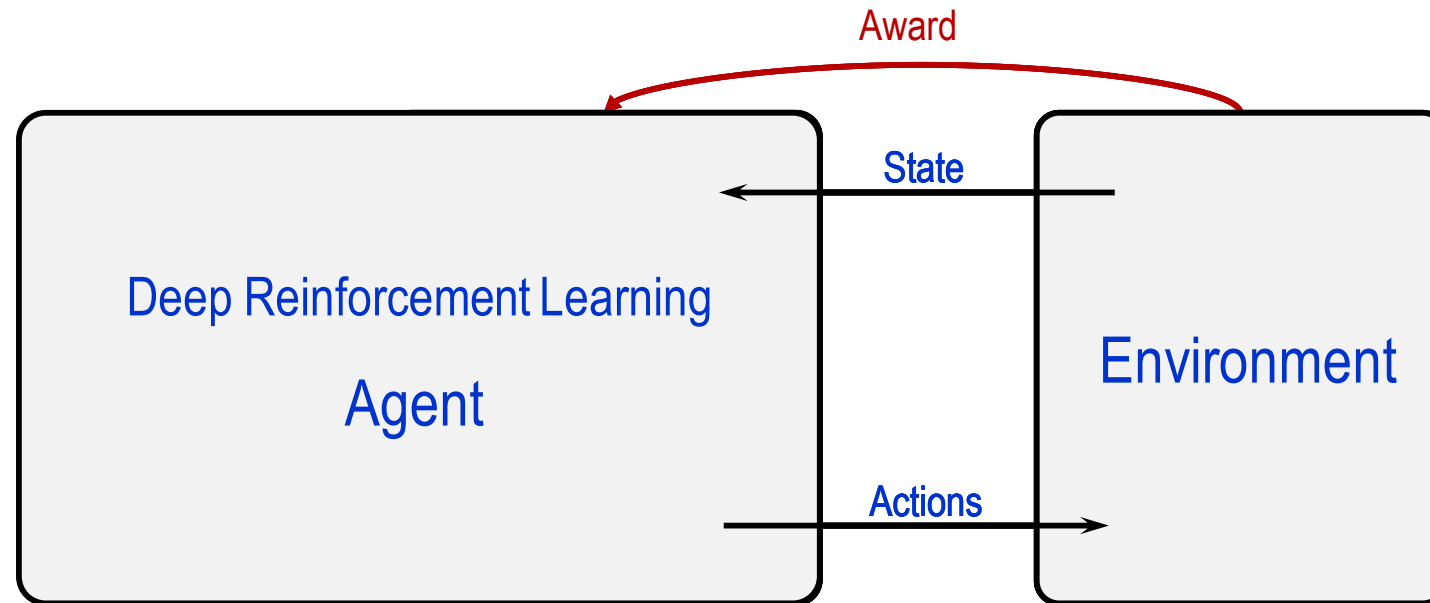 Award
State
Deep Reinforcement Learning
Agent
Environment
Actions